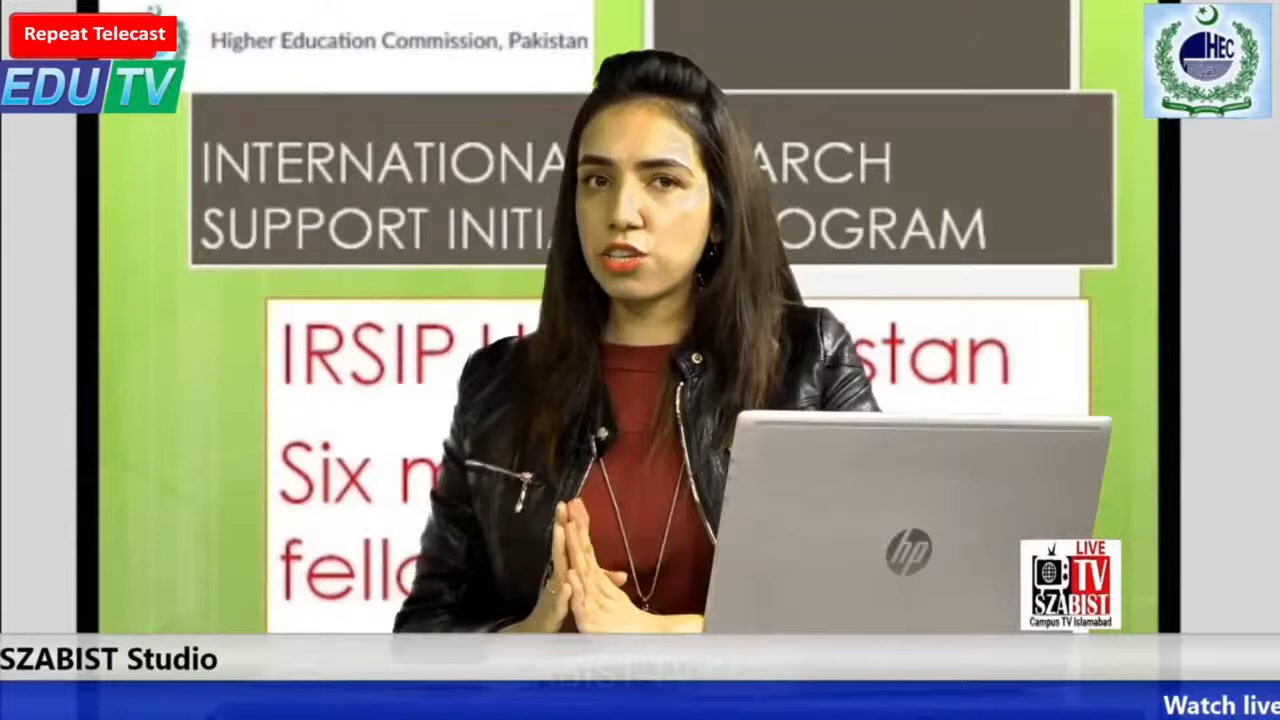 Repeat Telecast
EDU TV
Higher Education Commission, Pakistan
HEC
INTERNATIONA ARCH
SUPPORT INITI OGRAM
IRSIP stan
Six m
fello
hp
LIVE
TV
SZABIST
Campus TV Islamabad
SZABIST Studio
Watch live